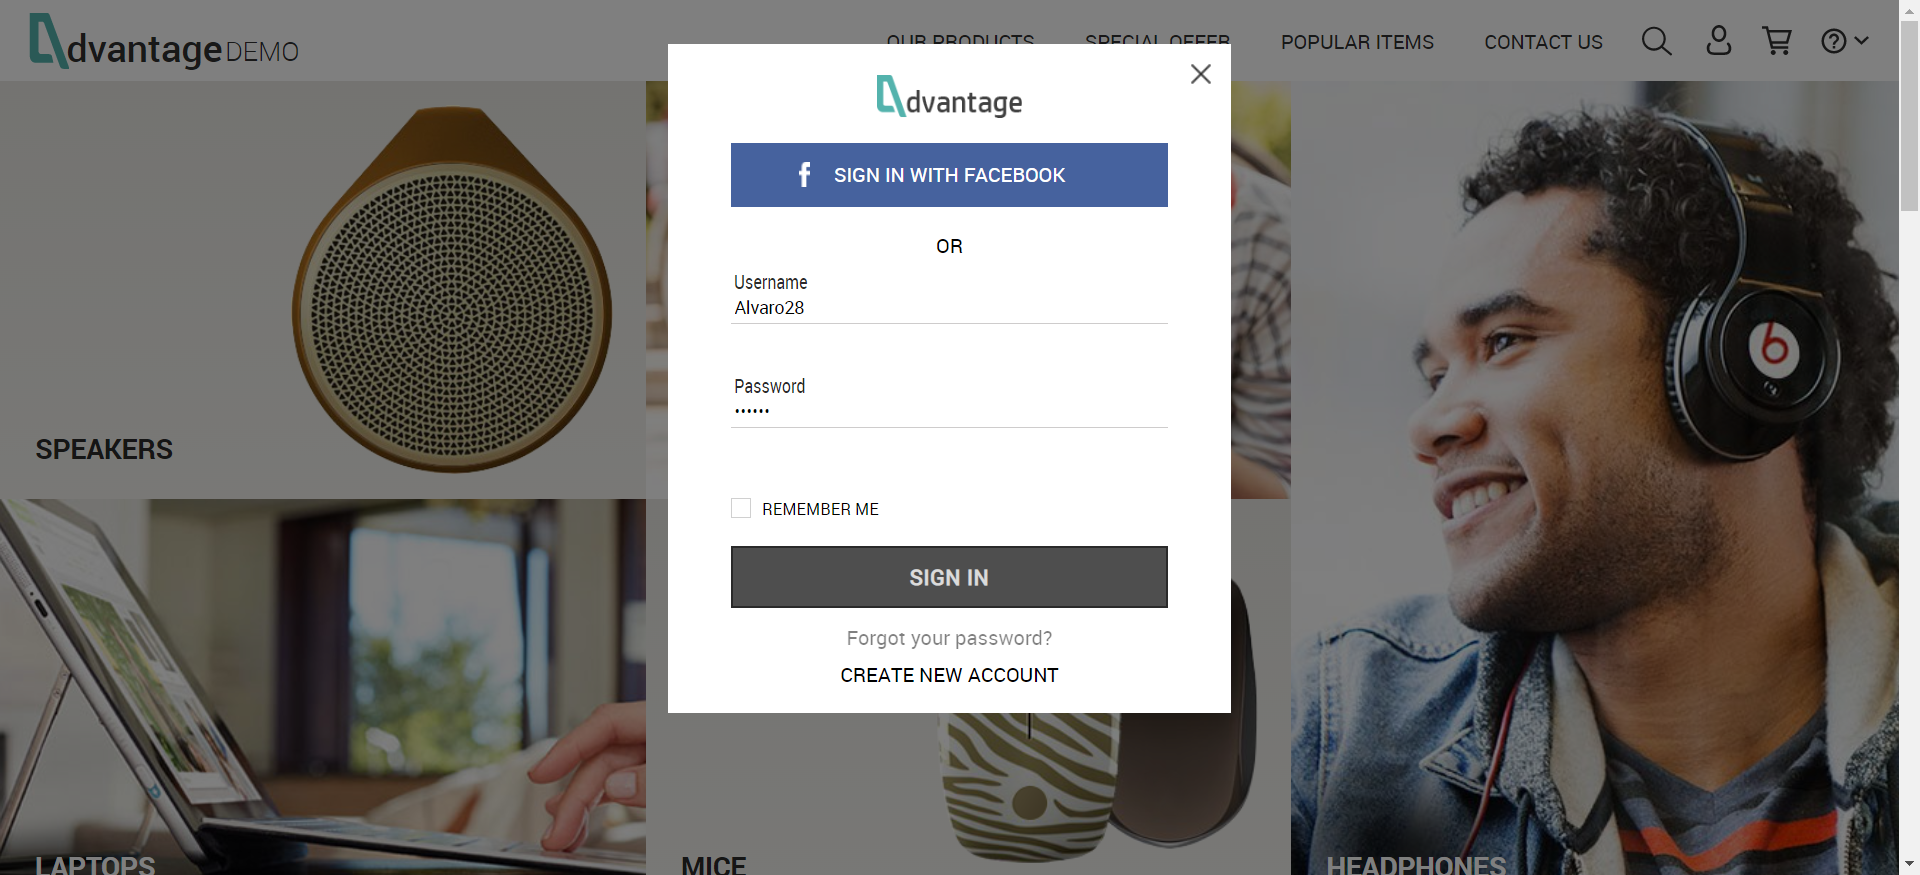 dvantage DEMO
OUR PRODUCTS
SPECIAL OFFER
POPULAR ITEMS
CONTACT US
dvantage
f SIGN IN WITH FACEBOOK
OR
Username
Alvaro28
Password
••••••
REMEMBER ME
SIGN IN
Forgot your password?
CREATE NEW ACCOUNT
SPEAKERS
LAPTOPS
MICE
HEADPHONES